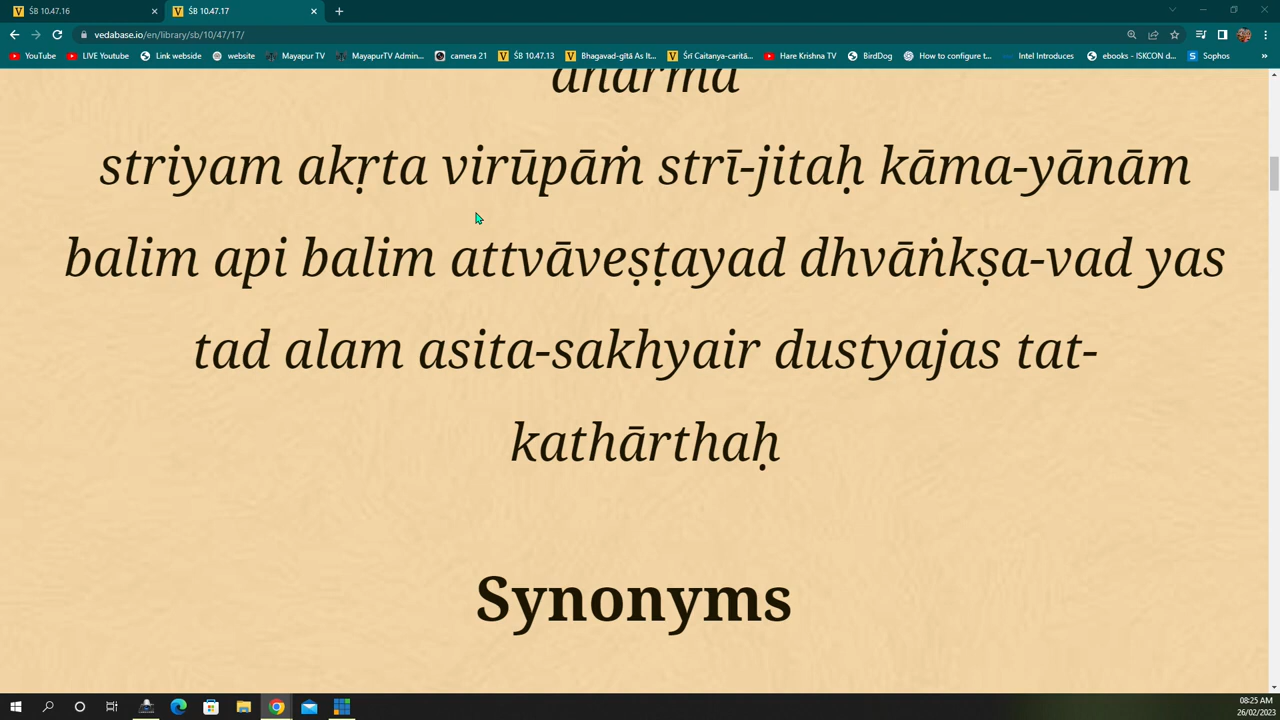 ŚB 10.47.16
ŚB 10.47.17
vedabase.io/en/library/sb/10/47/17/
YouTube LIVE Youtube Link webside website Mayapur TV MayapurTV Admin... camera 21 ŚB 10.47.13 Bhagavad-gītā As It... Śrī Caitanya-caritā... Hare Krishna TV BirdDog How to configure t... Intel Introduces ebooks - ISKCON d... Sophos »
striyam akṛta virūpāṁ strī-jitaḥ kāma-yānām
balim api balim attvāveṣṭayad dhvāṅkṣa-vad yas
tad alam asita-sakhyair dustyajas tat-
kathārthaḥ
Synonyms
08:25 AM
26/02/2023